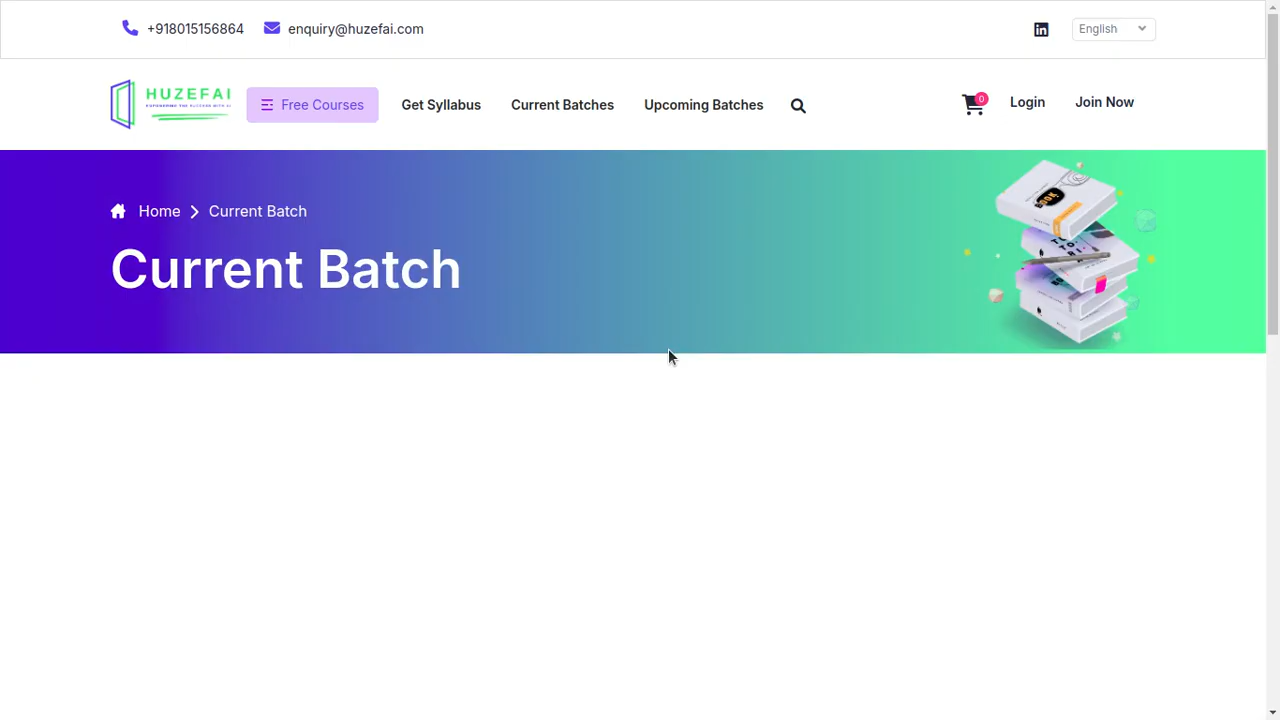 +918015156864 enquiry@huzefai.com English
HUZEFAI
Free Courses Get Syllabus Current Batches Upcoming Batches 0 Login Join Now
Home Current Batch
Current Batch
BOOK